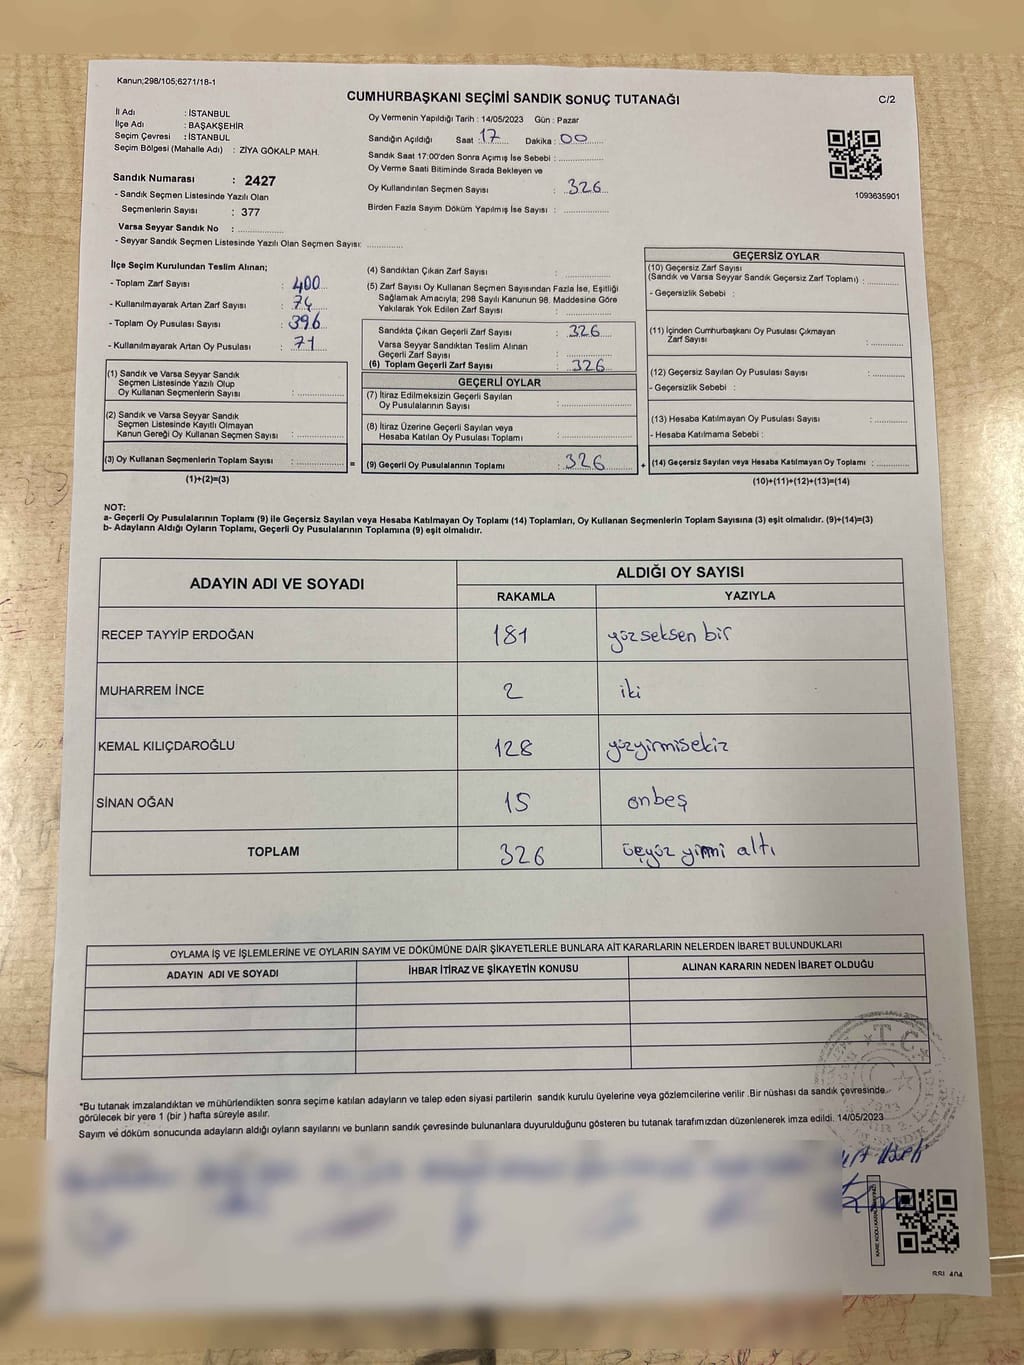 Kanun;298/105;6271/18-1
CUMHURBAŞKANI SEÇİMİ SANDIK SONUÇ TUTANAĞI
C/2
İl Adı : İSTANBUL
İlçe Adı : BAŞAKŞEHİR
Seçim Çevresi : İSTANBUL
Seçim Bölgesi (Mahalle Adı) : ZİYA GÖKALP MAH.
Sandık Numarası : 2427
- Sandık Seçmen Listesinde Yazılı Olan
Seçmenlerin Sayısı : 377
Varsa Seyyar Sandık No : ..............
- Seyyar Sandık Seçmen Listesinde Yazılı Olan Seçmen Sayısı: ............
Oy Vermenin Yapıldığı Tarih : 14/05/2023 Gün : Pazar
Sandığın Açıldığı Saat : 17 Dakika : 00
Sandık Saat 17:00'den Sonra Açımış İse Sebebi : ..............
Oy Verme Saati Bitiminde Sırada Bekleyen ve
Oy Kullandırılan Seçmen Sayısı : 326
Birden Fazla Sayım Döküm Yapılmış İse Sayısı : ..............
1093635901
İlçe Seçim Kurulundan Teslim Alınan;
- Toplam Zarf Sayısı : 400
- Kullanılmayarak Artan Zarf Sayısı : 74
- Toplam Oy Pusulası Sayısı : 396
- Kullanılmayarak Artan Oy Pusulası : 71
(1) Sandık ve Varsa Seyyar Sandık
Seçmen Listesinde Yazılı Olup
Oy Kullanan Seçmenlerin Sayısı : ..............
(2) Sandık ve Varsa Seyyar Sandık
Seçmen Listesinde Kayıtlı Olmayan
Kanun Gereği Oy Kullanan Seçmen Sayısı : ..............
(3) Oy Kullanan Seçmenlerin Toplam Sayısı : ..............
(1)+(2)=(3)
(4) Sandıktan Çıkan Zarf Sayısı : ..............
(5) Zarf Sayısı Oy Kullanan Seçmen Sayısından Fazla İse, Eşitliği
Sağlamak Amacıyla; 298 Sayılı Kanunun 98. Maddesine Göre
Yakılarak Yok Edilen Zarf Sayısı : ..............
Sandıkta Çıkan Geçerli Zarf Sayısı : 326
Varsa Seyyar Sandıktan Teslim Alınan
Geçerli Zarf Sayısı : ..............
(6) Toplam Geçerli Zarf Sayısı : 326
GEÇERLİ OYLAR
(7) İtiraz Edilmeksizin Geçerli Sayılan
Oy Pusulalarının Sayısı : ..............
(8) İtiraz Üzerine Geçerli Sayılan veya
Hesaba Katılan Oy Pusulası Toplamı : ..............
= (9) Geçerli Oy Pusulalarının Toplamı : 326
GEÇERSİZ OYLAR
(10) Geçersiz Zarf Sayısı
(Sandık ve Varsa Seyyar Sandık Geçersiz Zarf Toplamı) : ..........
- Geçersizlik Sebebi :
(11) İçinden Cumhurbaşkanı Oy Pusulası Çıkmayan
Zarf Sayısı : ..........
(12) Geçersiz Sayılan Oy Pusulası Sayısı : ..........
- Geçersizlik Sebebi :
(13) Hesaba Katılmayan Oy Pusulası Sayısı : ..........
- Hesaba Katılmama Sebebi :
+ (14) Geçersiz Sayılan veya Hesaba Katılmayan Oy Toplamı : ..........
(10)+(11)+(12)+(13)=(14)
NOT:
a- Geçerli Oy Pusulalarının Toplamı (9) ile Geçersiz Sayılan veya Hesaba Katılmayan Oy Toplamı (14) Toplamları, Oy Kullanan Seçmenlerin Toplam Sayısına (3) eşit olmalıdır. (9)+(14)=(3)
b- Adayların Aldığı Oyların Toplamı, Geçerli Oy Pusulalarının Toplamına (9) eşit olmalıdır.
ADAYIN ADI VE SOYADI
ALDIĞI OY SAYISI
RAKAMLA YAZIYLA
RECEP TAYYİP ERDOĞAN 181 yüzseksen bir
MUHARREM İNCE 2 iki
KEMAL KILIÇDAROĞLU 128 yüzyirmisekiz
SİNAN OĞAN 15 onbeş
TOPLAM 326 üçyüz yirmi altı
OYLAMA İŞ VE İŞLEMLERİNE VE OYLARIN SAYIM VE DÖKÜMÜNE DAİR ŞİKAYETLERLE BUNLARA AİT KARARLARIN NELERDEN İBARET BULUNDUKLARI
ADAYIN ADI VE SOYADI İHBAR İTİRAZ VE ŞİKAYETİN KONUSU ALINAN KARARIN NEDEN İBARET OLDUĞU
T.C
*Bu tutanak imzalandıktan ve mühürlendikten sonra seçime katılan adayların ve talep eden siyasi partilerin sandık kurulu üyelerine veya gözlemcilerine verilir .Bir nüshası da sandık çevresinde
görülecek bir yere 1 (bir ) hafta süreyle asılır.
Sayım ve döküm sonucunda adayların aldığı oyların sayılarını ve bunların sandık çevresinde bulunanlara duyurulduğunu gösteren bu tutanak tarafımızdan düzenlenerek imza edildi. 14/05/2023